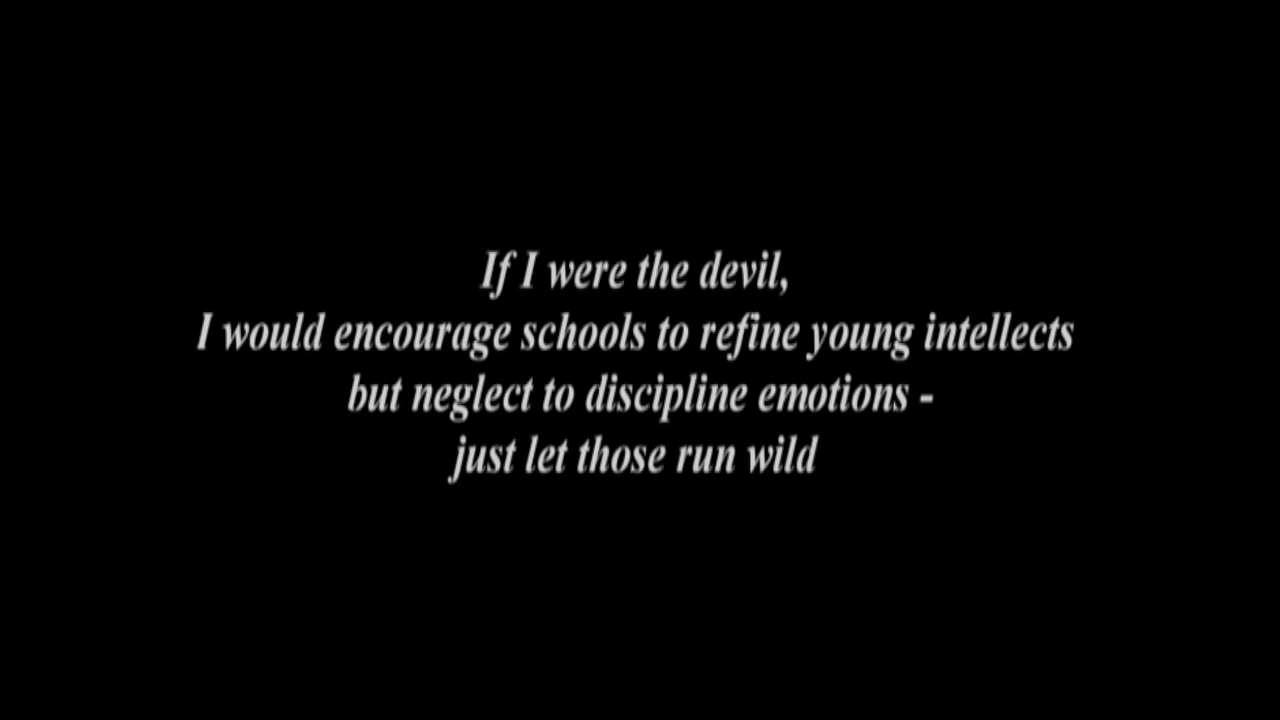 If I were the devil,
I would encourage schools to refine young intellects
but neglect to discipline emotions -
just let those run wild